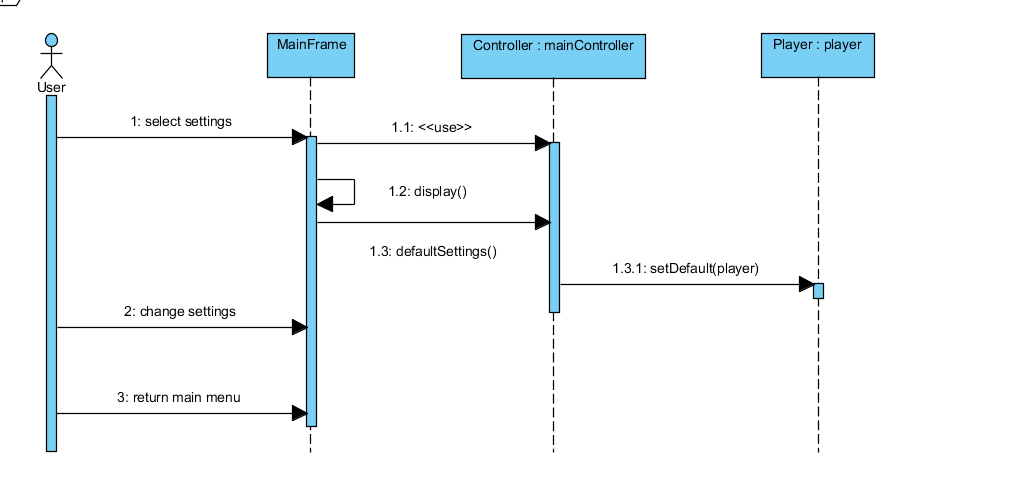 MainFrame
Controller : mainController
Player : player
User
1: select settings
1.1: <<use>>
1.2: display()
1.3: defaultSettings()
1.3.1: setDefault(player)
2: change settings
3: return main menu